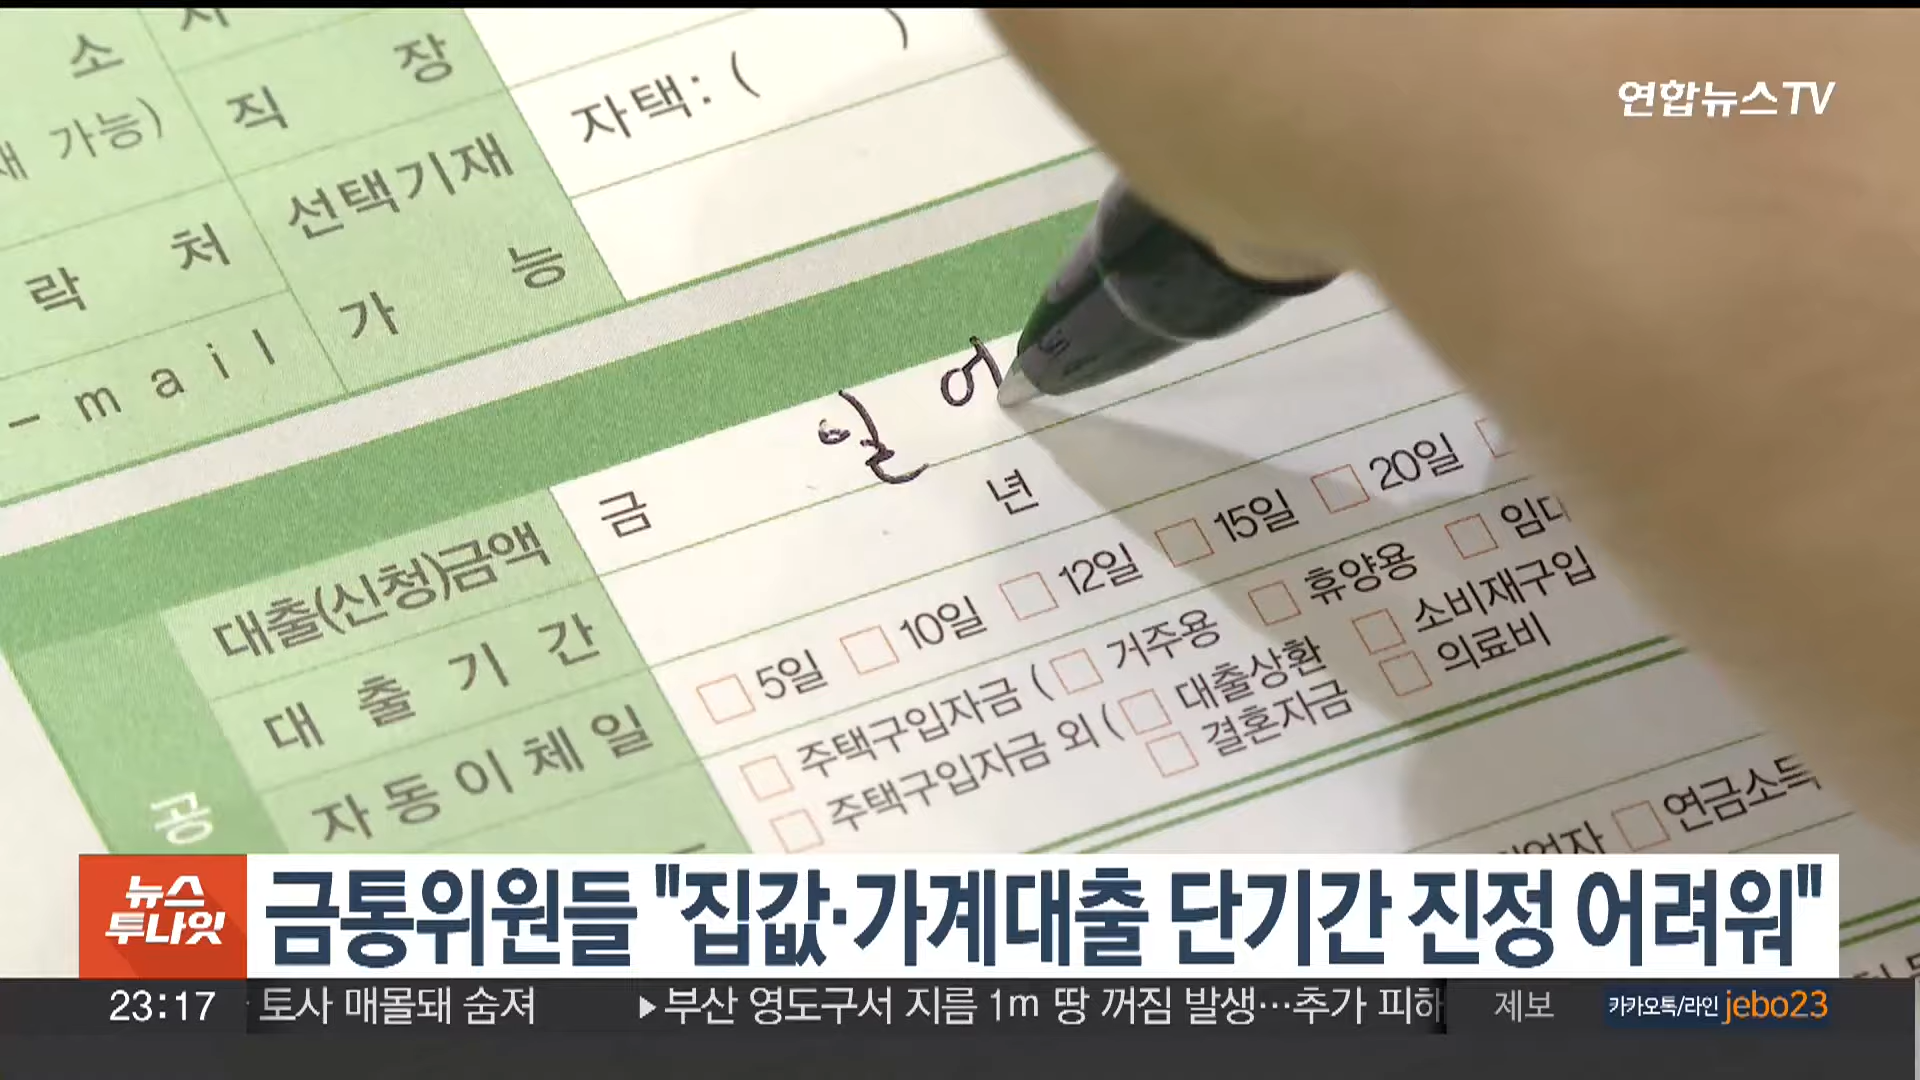 연합뉴스TV
소
장
자택: (          )
가능)
직
선택기재
락 처
가 능
-mail
금 일 어
대출(신청)금액
년
대출기간
5일 10일 12일 15일 20일
자동이체일
주택구입자금 ( 거주용 휴양용
주택구입자금 외 ( 대출상환 소비재구입
결혼자금 의료비
공
연금소득
뉴스
투나잇
금통위원들 "집값·가계대출 단기간 진정 어려워"
23:17 토사 매몰돼 숨져 ▶부산 영도구서 지름 1m 땅 꺼짐 발생…추가 피해 제보 카카오톡/라인 jebo23